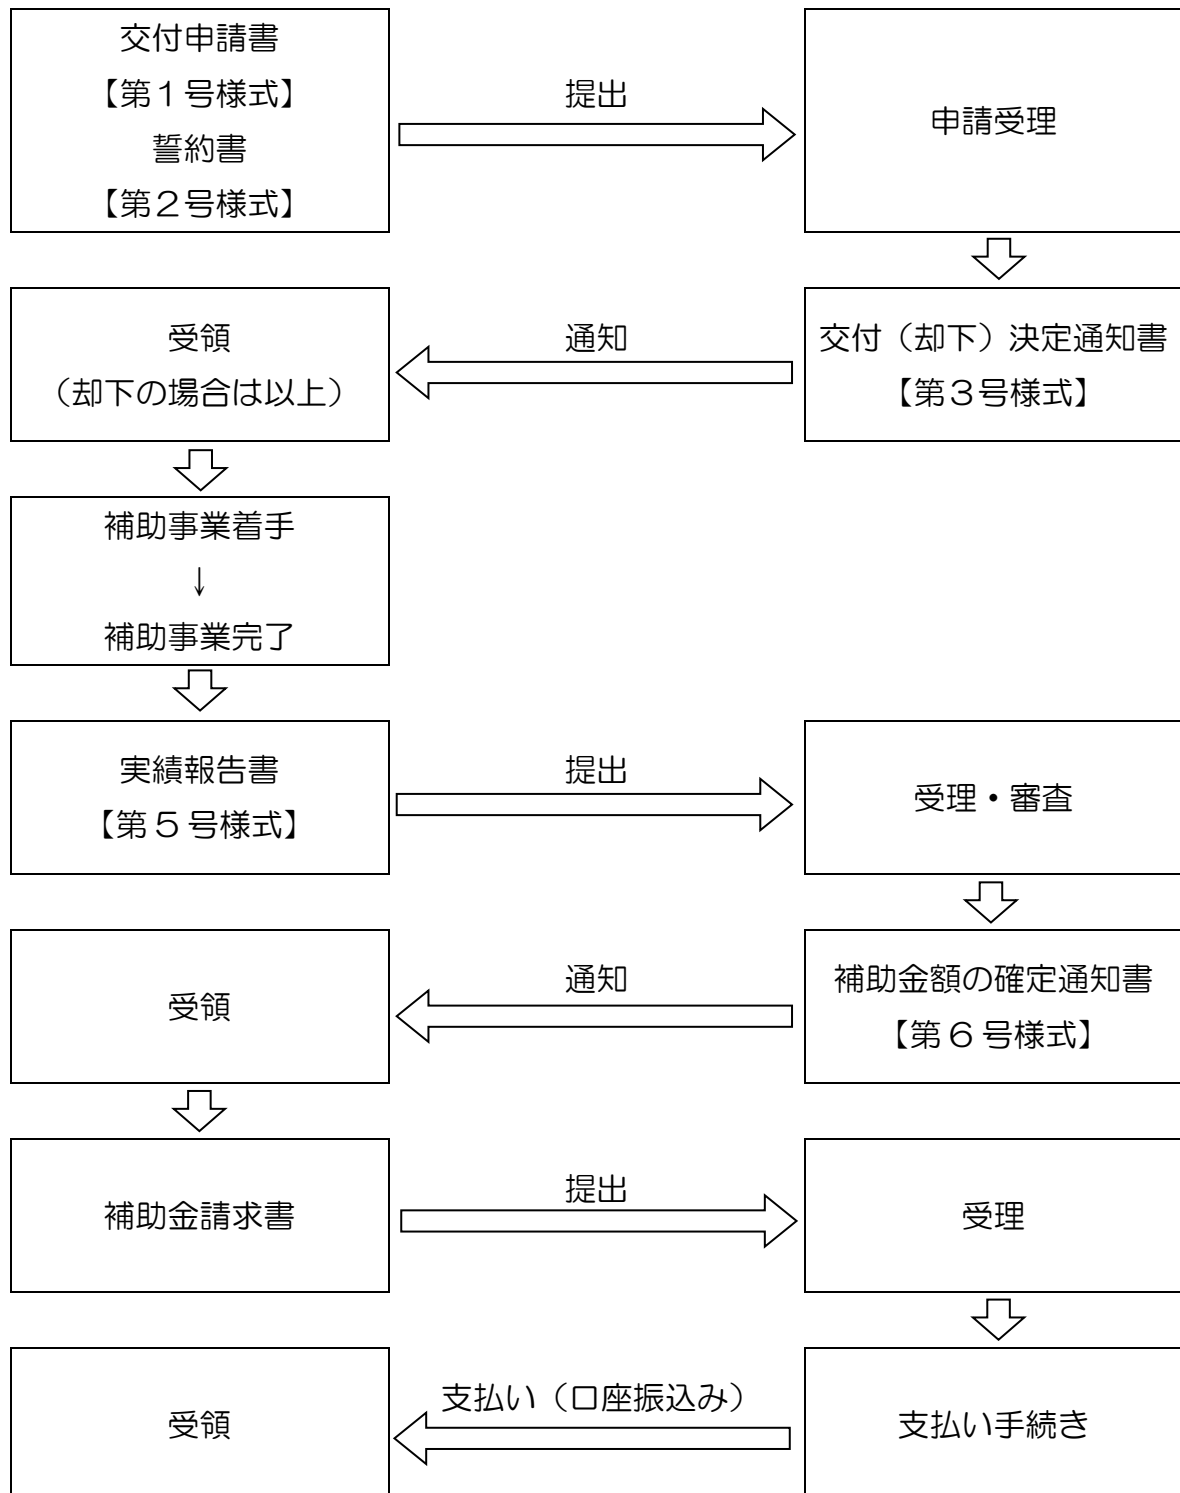 交付申請書
【第１号様式】
誓約書
【第２号様式】
提出
申請受理
受領
（却下の場合は以上）
通知
交付（却下）決定通知書
【第３号様式】
補助事業着手
↓
補助事業完了
実績報告書
【第５号様式】
提出
受理・審査
受領
通知
補助金額の確定通知書
【第６号様式】
補助金請求書
提出
受理
受領
支払い（口座振込み）
支払い手続き